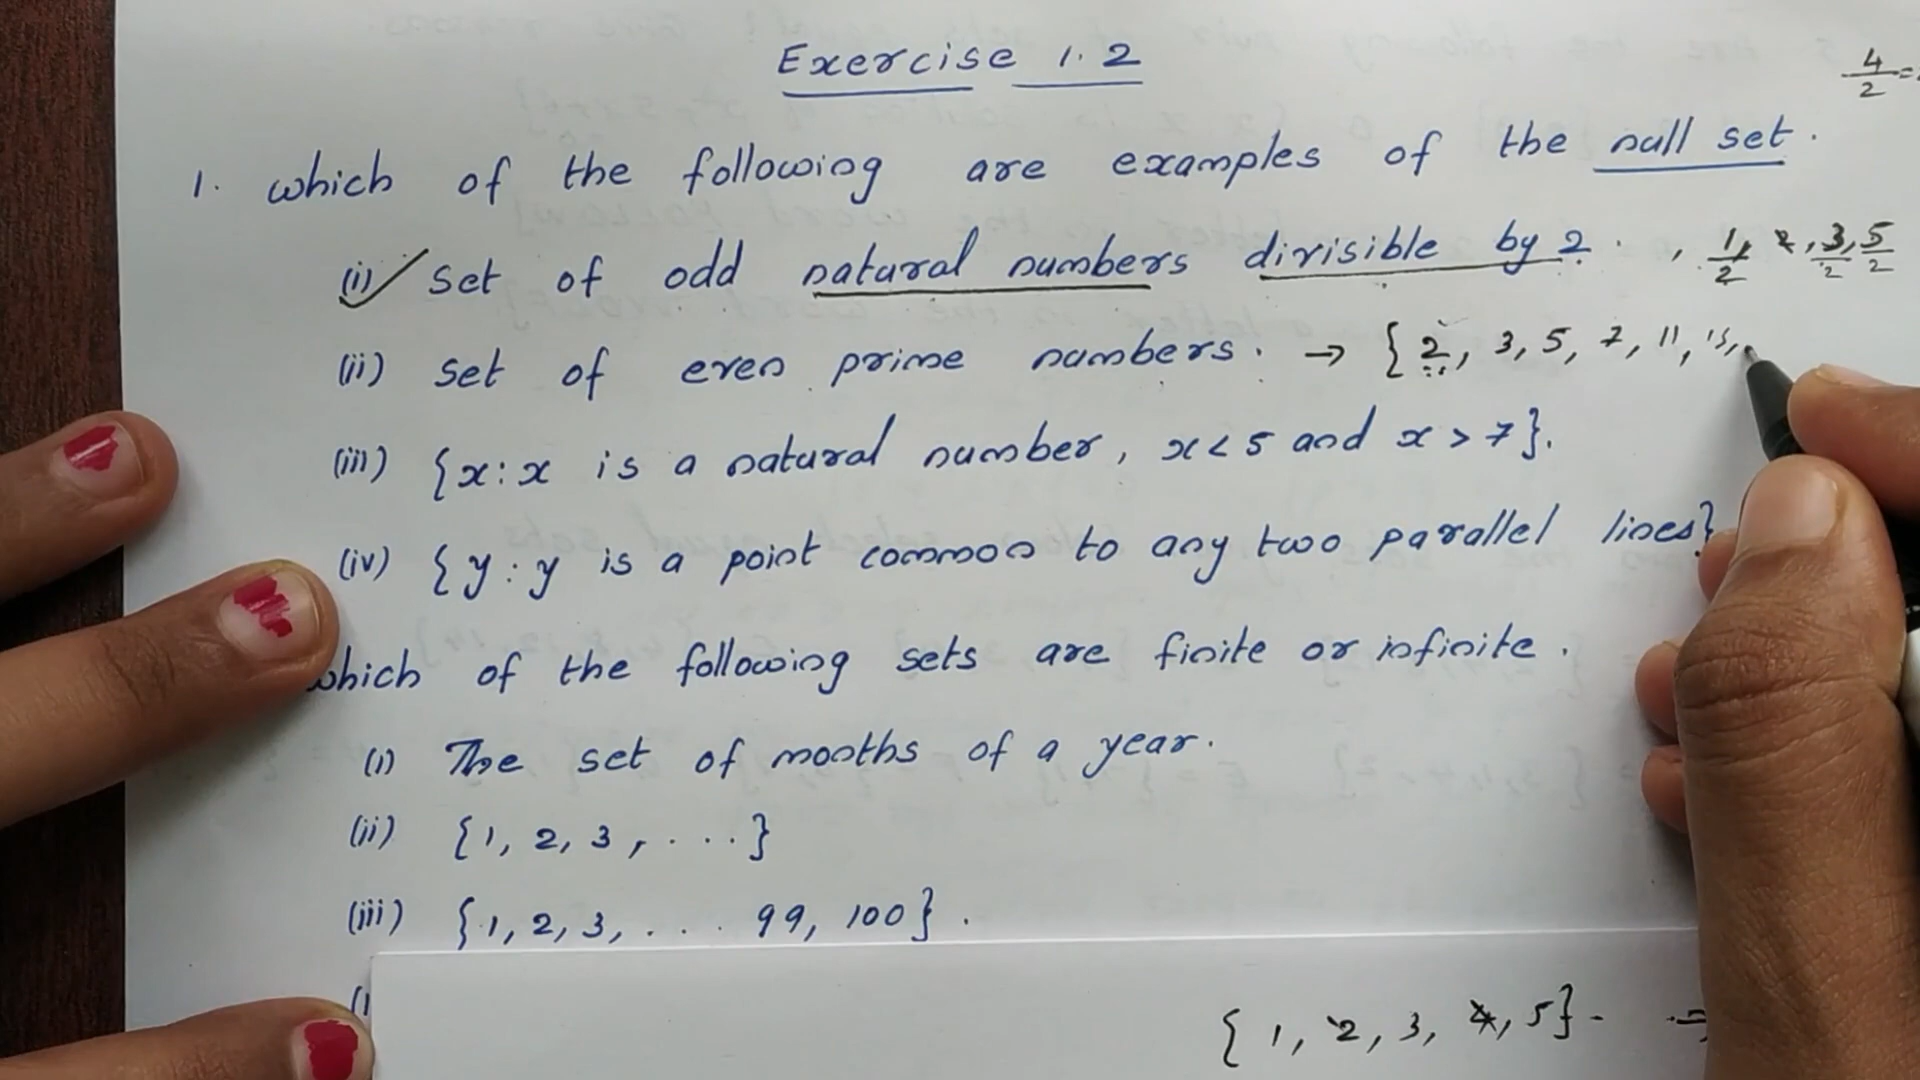 Exercise 1.2
4/2 =
1. which of the following are examples of the null set.
(i) set of odd natural numbers divisible by 2. , 1/2, 2, 3/2, 5/2
(ii) set of even prime numbers. → {2, 3, 5, 7, 11, 13,
(iii) {x:x is a natural number, x<5 and x>7}.
(iv) {y:y is a point common to any two parallel lines}
which of the following sets are finite or infinite.
(i) The set of months of a year.
(ii) {1, 2, 3, ....}
(iii) {1, 2, 3, .... 99, 100}.
{1, 2, 3, 4, 5}-